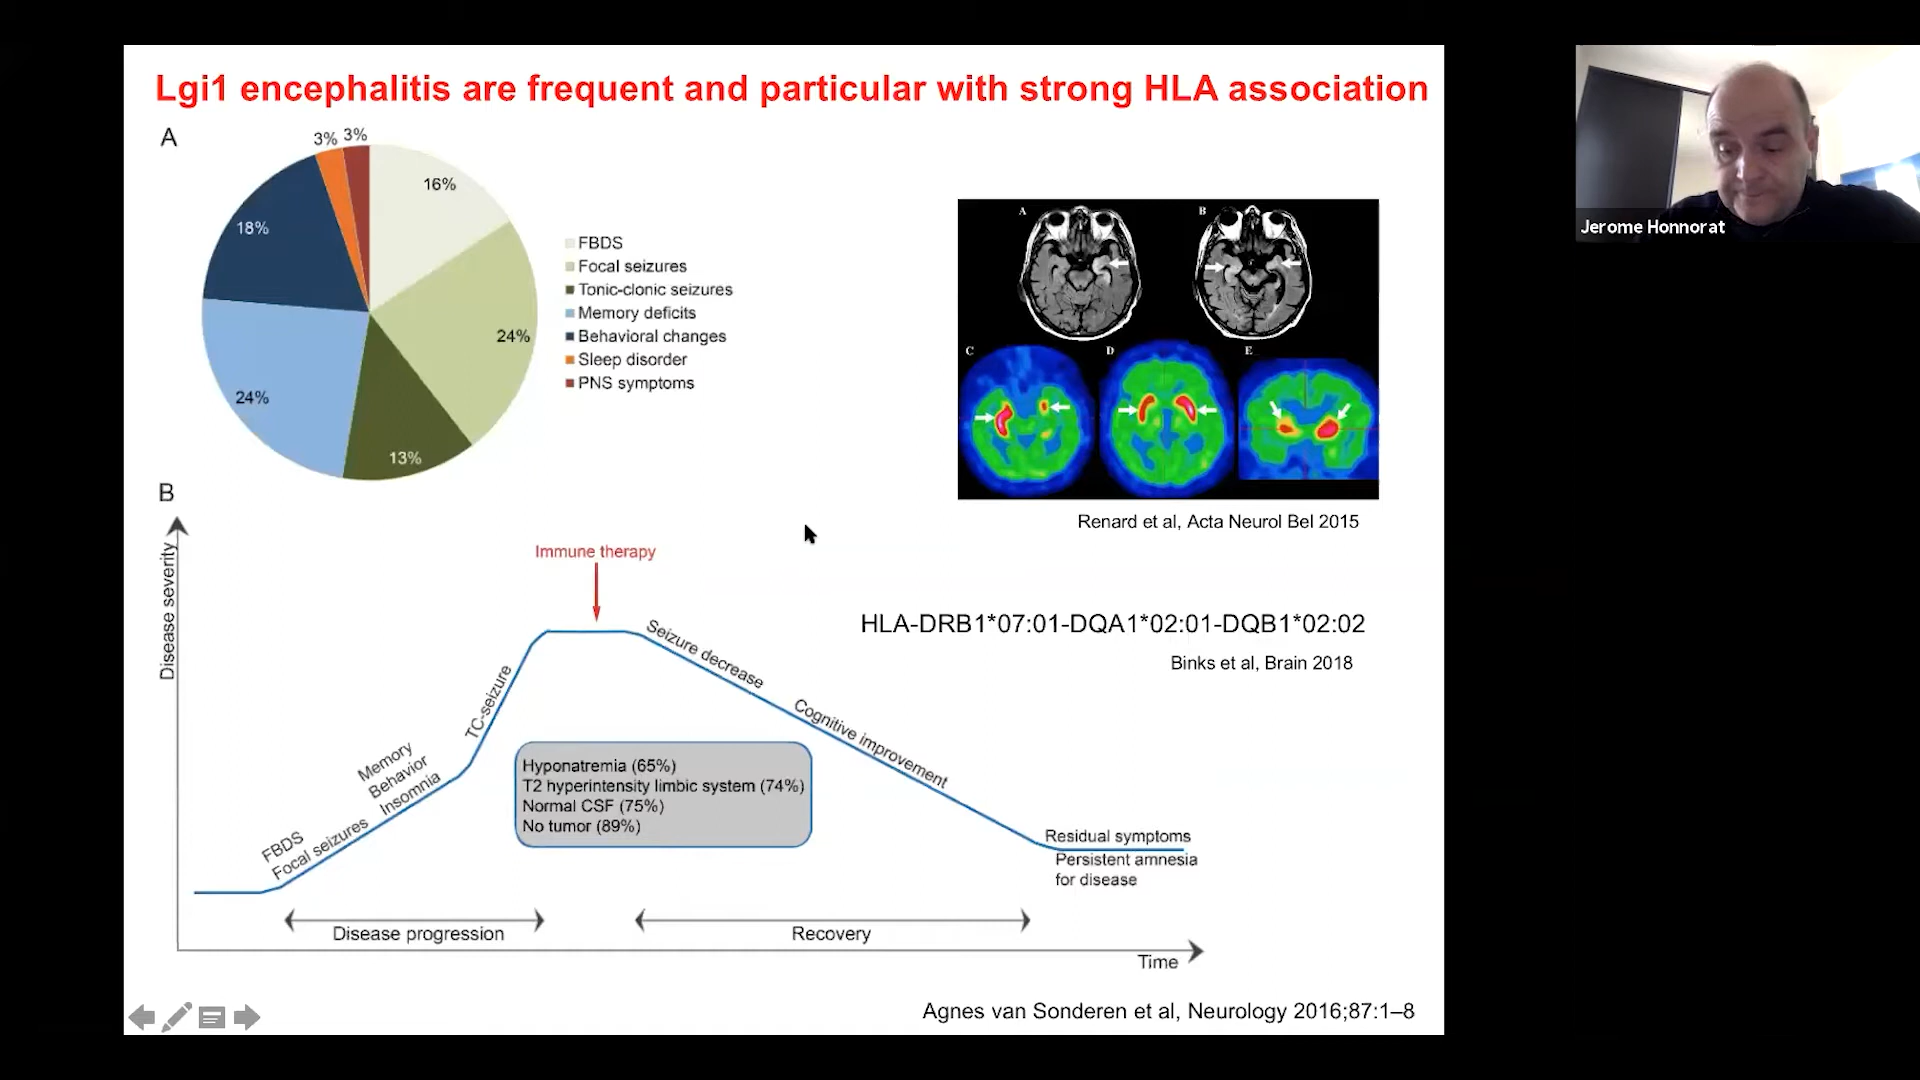 Lgi1 encephalitis are frequent and particular with strong HLA association
A
3% 3%
16%
18%
24%
24%
13%
FBDS
Focal seizures
Tonic-clonic seizures
Memory deficits
Behavioral changes
Sleep disorder
PNS symptoms
A
B
C
D
E
Renard et al, Acta Neurol Bel 2015
HLA-DRB1*07:01-DQA1*02:01-DQB1*02:02
Binks et al, Brain 2018
B
Disease severity
Immune therapy
FBDS
Focal seizures
Memory
Behavior
Insomnia
TC-seizure
Seizure decrease
Cognitive improvement
Hyponatremia (65%)
T2 hyperintensity limbic system (74%)
Normal CSF (75%)
No tumor (89%)
Residual symptoms
Persistent amnesia
for disease
Disease progression
Recovery
Time
Agnes van Sonderen et al, Neurology 2016;87:1–8
Jerome Honnorat